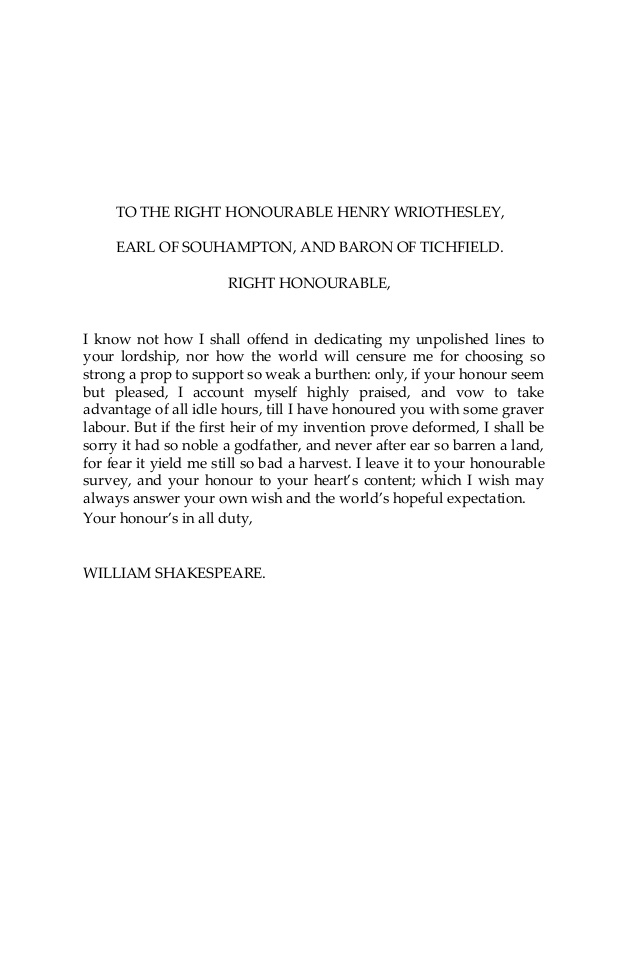 TO THE RIGHT HONOURABLE HENRY WRIOTHESLEY,
EARL OF SOUHAMPTON, AND BARON OF TICHFIELD.
RIGHT HONOURABLE,
I know not how I shall offend in dedicating my unpolished lines to
your lordship, nor how the world will censure me for choosing so
strong a prop to support so weak a burthen: only, if your honour seem
but pleased, I account myself highly praised, and vow to take
advantage of all idle hours, till I have honoured you with some graver
labour. But if the first heir of my invention prove deformed, I shall be
sorry it had so noble a godfather, and never after ear so barren a land,
for fear it yield me still so bad a harvest. I leave it to your honourable
survey, and your honour to your heart’s content; which I wish may
always answer your own wish and the world’s hopeful expectation.
Your honour’s in all duty,
WILLIAM SHAKESPEARE.